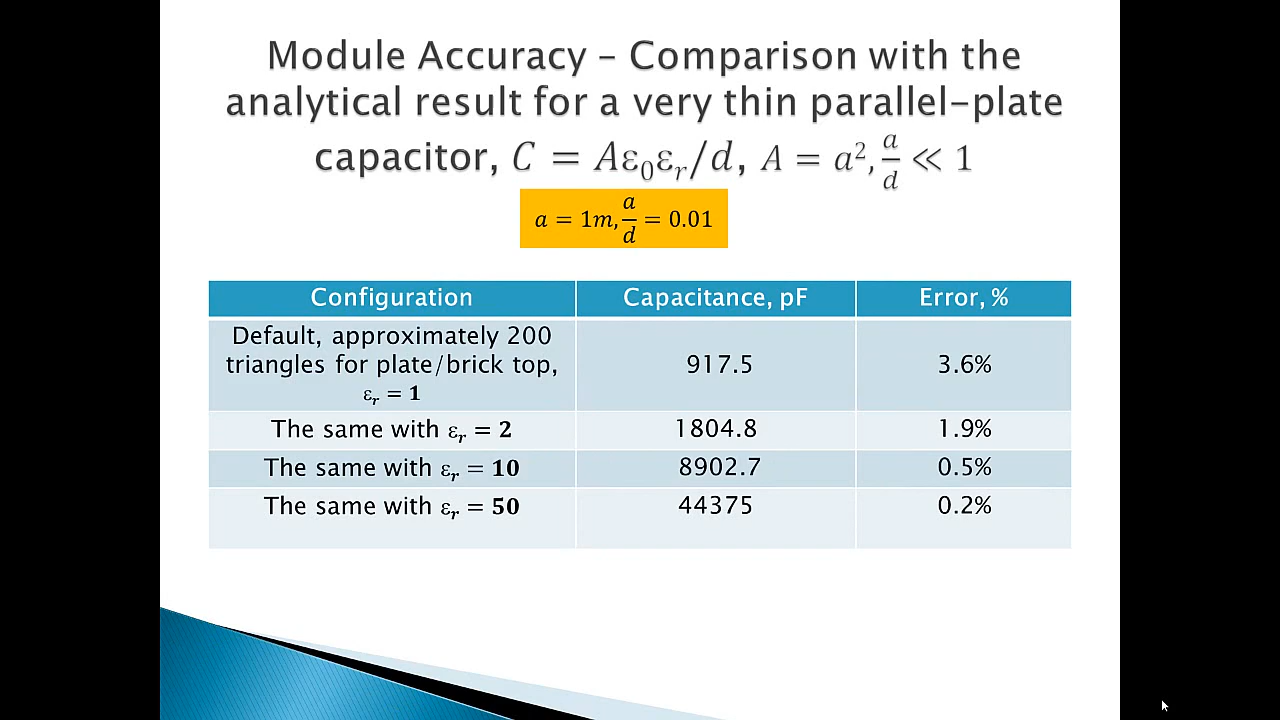 Module Accuracy – Comparison with the
analytical result for a very thin parallel-plate
capacitor, C = Aε₀εᵣ/d, A = a², a/d ≪ 1
a = 1m, a/d = 0.01
Configuration Capacitance, pF Error, %
Default, approximately 200
triangles for plate/brick top,
εᵣ = 1
917.5 3.6%
The same with εᵣ = 2 1804.8 1.9%
The same with εᵣ = 10 8902.7 0.5%
The same with εᵣ = 50 44375 0.2%